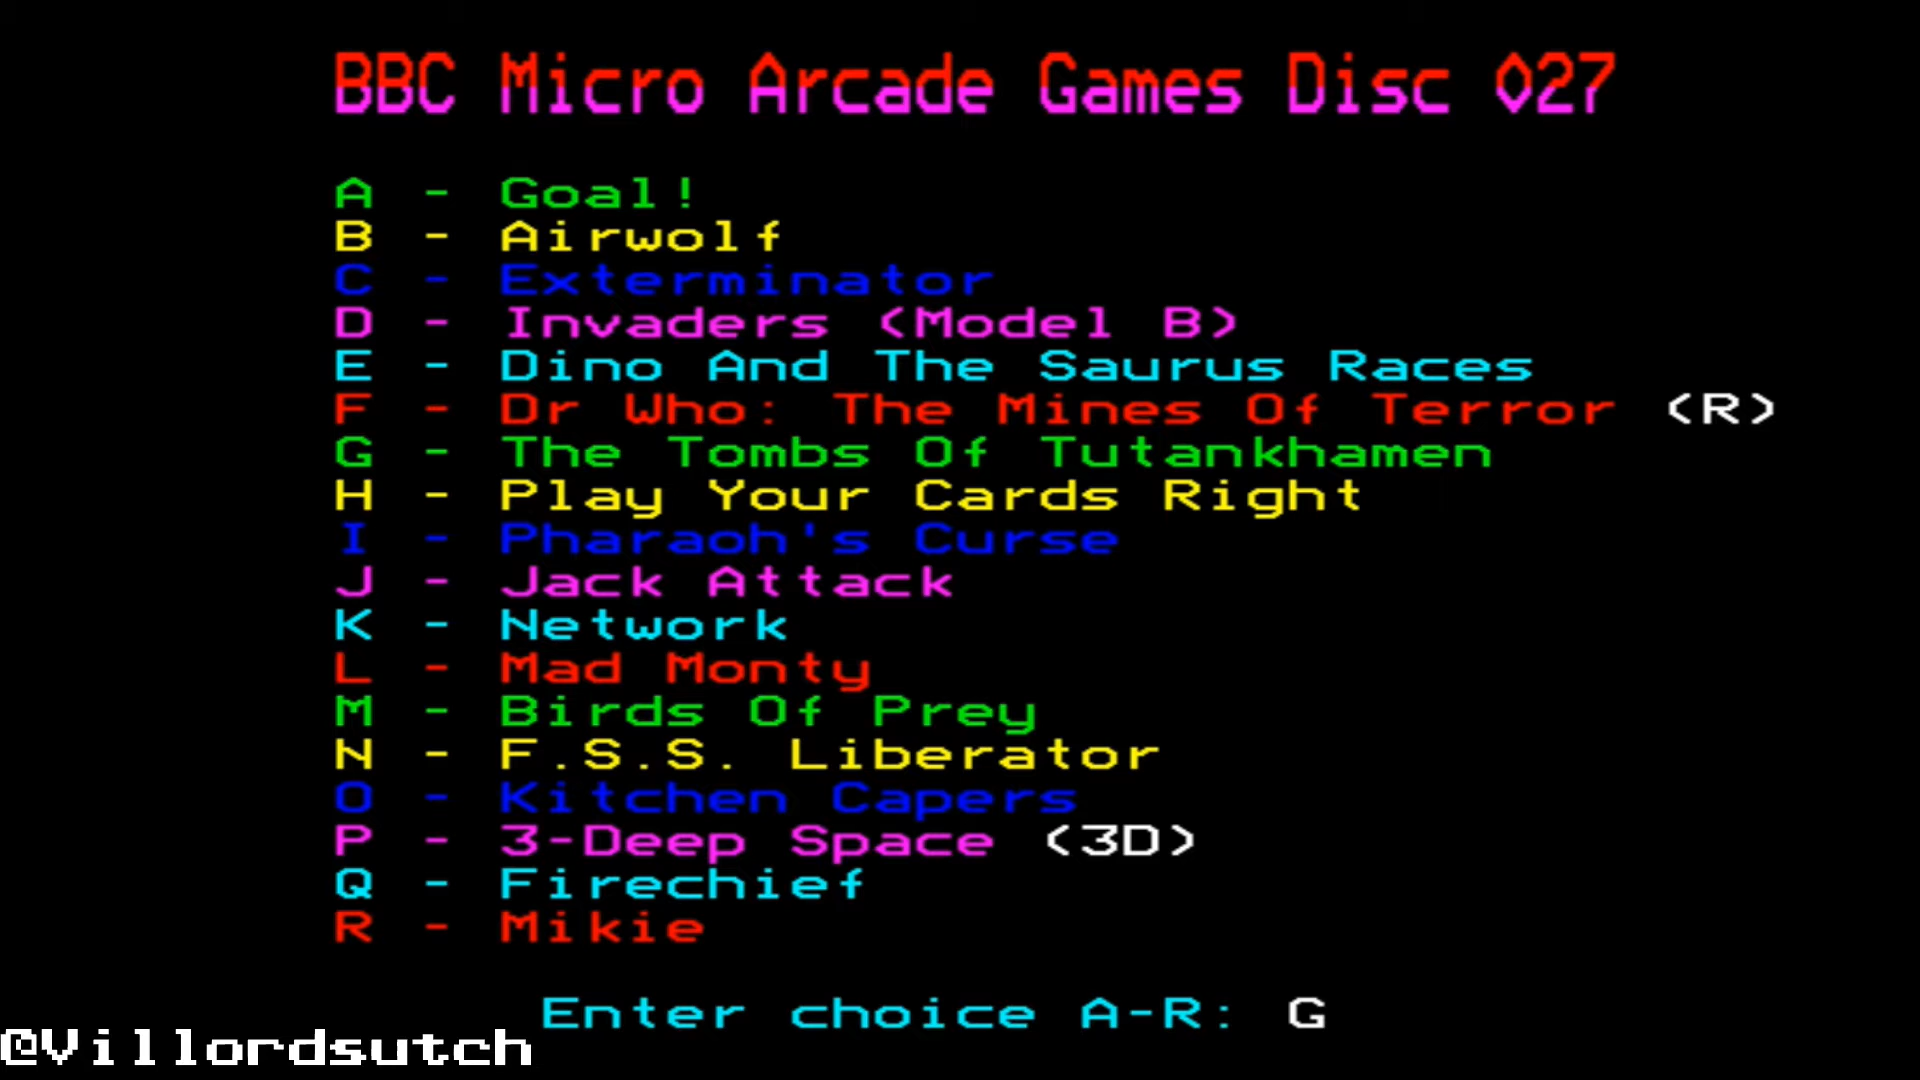 BBC Micro Arcade Games Disc 027
A - Goal!
B - Airwolf
C - Exterminator
D - Invaders (Model B)
E - Dino And The Saurus Races
F - Dr Who: The Mines Of Terror (R)
G - The Tombs Of Tutankhamen
H - Play Your Cards Right
I - Pharaoh's Curse
J - Jack Attack
K - Network
L - Mad Monty
M - Birds Of Prey
N - F.S.S. Liberator
O - Kitchen Capers
P - 3-Deep Space (3D)
Q - Firechief
R - Mikie
Enter choice A-R: G
@Villordsutch